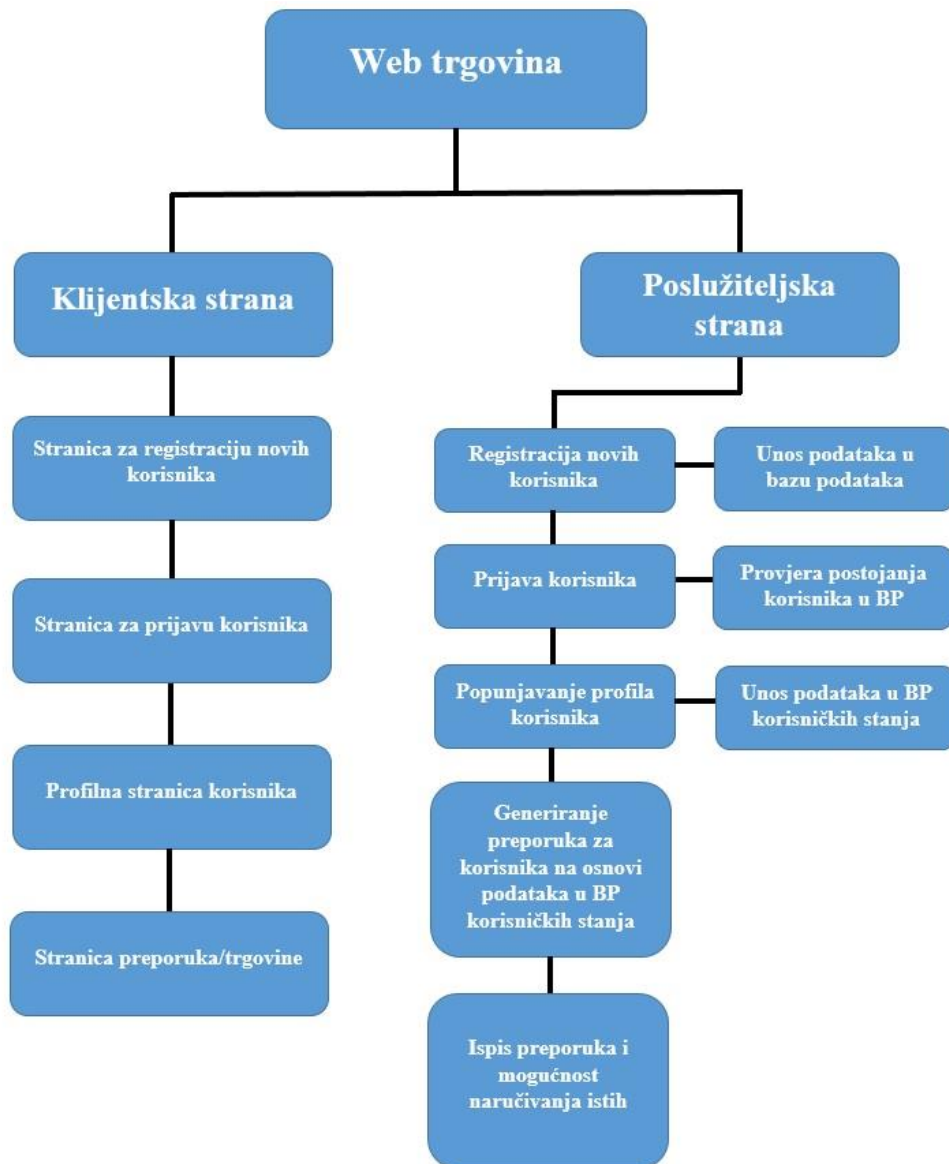 Web trgovina
Klijentska strana
Stranica za registraciju novih
korisnika
Stranica za prijavu korisnika
Profilna stranica korisnika
Stranica preporuka/trgovine
Poslužiteljska
strana
Registracija novih
korisnika
Unos podataka u
bazu podataka
Prijava korisnika
Provjera postojanja
korisnika u BP
Popunjavanje profila
korisnika
Unos podataka u BP
korisničkih stanja
Generiranje
preporuka za
korisnika na osnovi
podataka u BP
korisničkih stanja
Ispis preporuka i
mogućnost
naručivanja istih